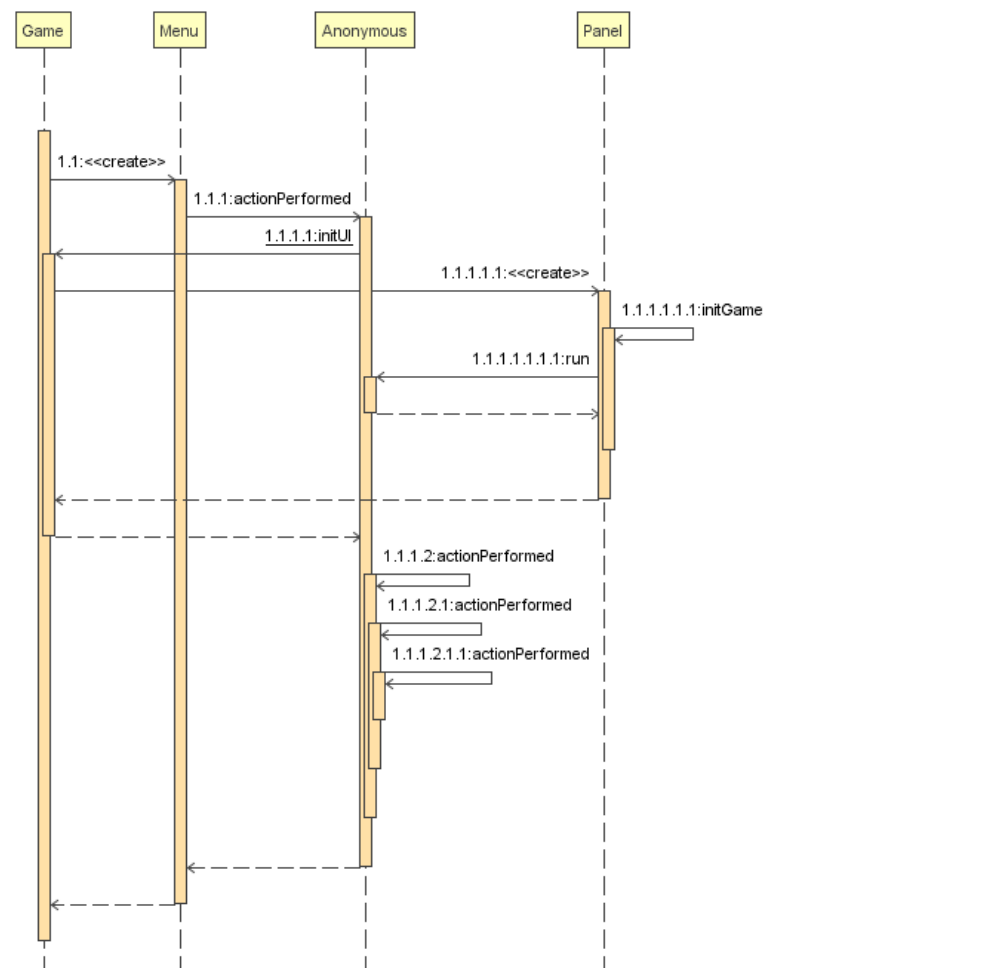 Game
Menu
Anonymous
Panel
1.1:<<create>>
1.1.1:actionPerformed
1.1.1.1:initUI
1.1.1.1.1:<<create>>
1.1.1.1.1.1:initGame
1.1.1.1.1.1.1:run
1.1.1.2:actionPerformed
1.1.1.2.1:actionPerformed
1.1.1.2.1.1:actionPerformed